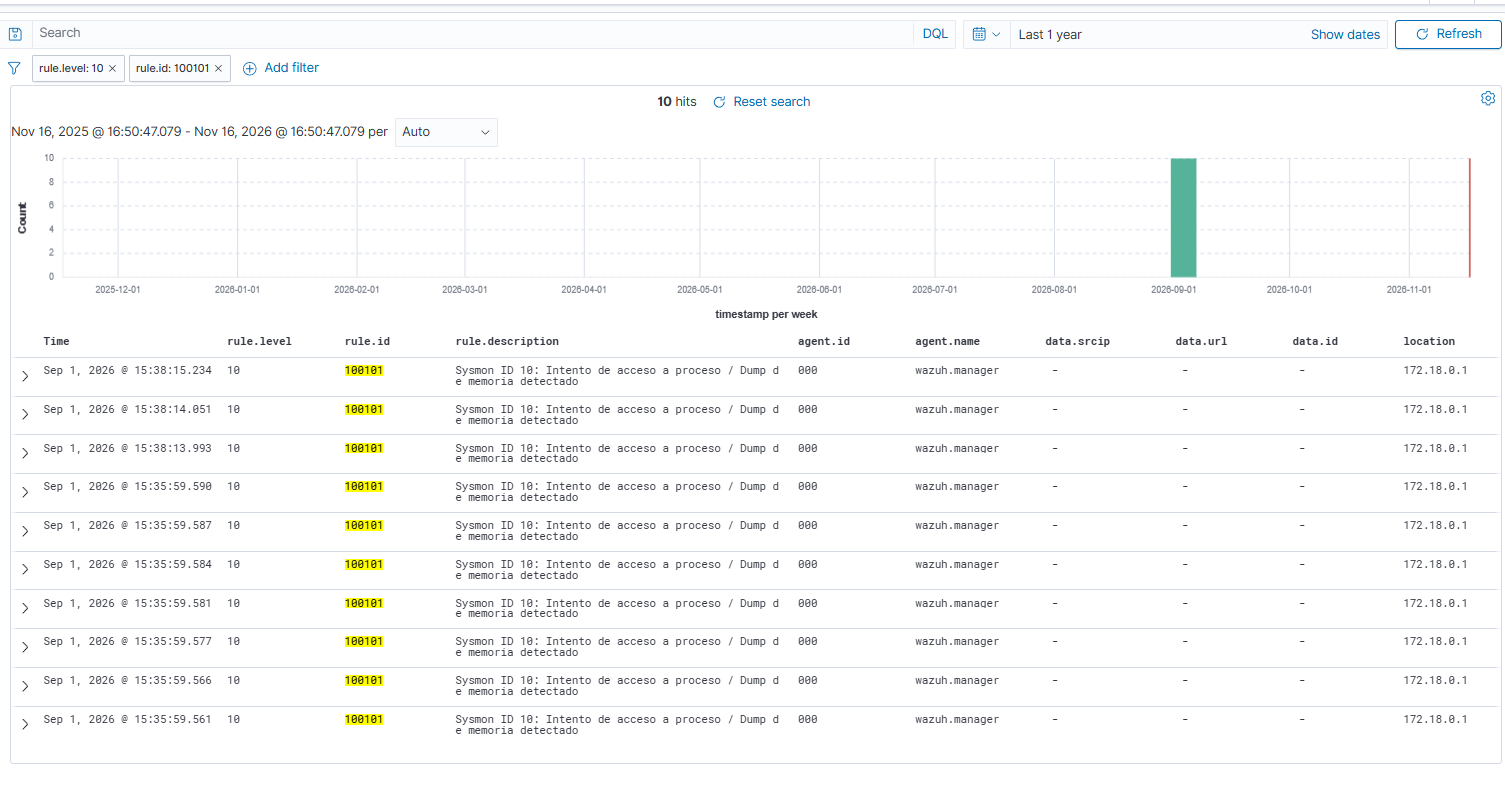 Search DQL Last 1 year Show dates Refresh
rule.level: 10 × rule.id: 100101 × Add filter
10 hits Reset search
Nov 16, 2025 @ 16:50:47.079 - Nov 16, 2026 @ 16:50:47.079 per Auto
10
8
6
4
2
0
Count
2025-12-01 2026-01-01 2026-02-01 2026-03-01 2026-04-01 2026-05-01 2026-06-01 2026-07-01 2026-08-01 2026-09-01 2026-10-01 2026-11-01
timestamp per week
Time rule.level rule.id rule.description agent.id agent.name data.srcip data.url data.id location
Sep 1, 2026 @ 15:38:15.234 10 100101 Sysmon ID 10: Intento de acceso a proceso / Dump d 000 wazuh.manager - - - 172.18.0.1
e memoria detectado
Sep 1, 2026 @ 15:38:14.051 10 100101 Sysmon ID 10: Intento de acceso a proceso / Dump d 000 wazuh.manager - - - 172.18.0.1
e memoria detectado
Sep 1, 2026 @ 15:38:13.993 10 100101 Sysmon ID 10: Intento de acceso a proceso / Dump d 000 wazuh.manager - - - 172.18.0.1
e memoria detectado
Sep 1, 2026 @ 15:35:59.590 10 100101 Sysmon ID 10: Intento de acceso a proceso / Dump d 000 wazuh.manager - - - 172.18.0.1
e memoria detectado
Sep 1, 2026 @ 15:35:59.587 10 100101 Sysmon ID 10: Intento de acceso a proceso / Dump d 000 wazuh.manager - - - 172.18.0.1
e memoria detectado
Sep 1, 2026 @ 15:35:59.584 10 100101 Sysmon ID 10: Intento de acceso a proceso / Dump d 000 wazuh.manager - - - 172.18.0.1
e memoria detectado
Sep 1, 2026 @ 15:35:59.581 10 100101 Sysmon ID 10: Intento de acceso a proceso / Dump d 000 wazuh.manager - - - 172.18.0.1
e memoria detectado
Sep 1, 2026 @ 15:35:59.577 10 100101 Sysmon ID 10: Intento de acceso a proceso / Dump d 000 wazuh.manager - - - 172.18.0.1
e memoria detectado
Sep 1, 2026 @ 15:35:59.566 10 100101 Sysmon ID 10: Intento de acceso a proceso / Dump d 000 wazuh.manager - - - 172.18.0.1
e memoria detectado
Sep 1, 2026 @ 15:35:59.561 10 100101 Sysmon ID 10: Intento de acceso a proceso / Dump d 000 wazuh.manager - - - 172.18.0.1
e memoria detectado